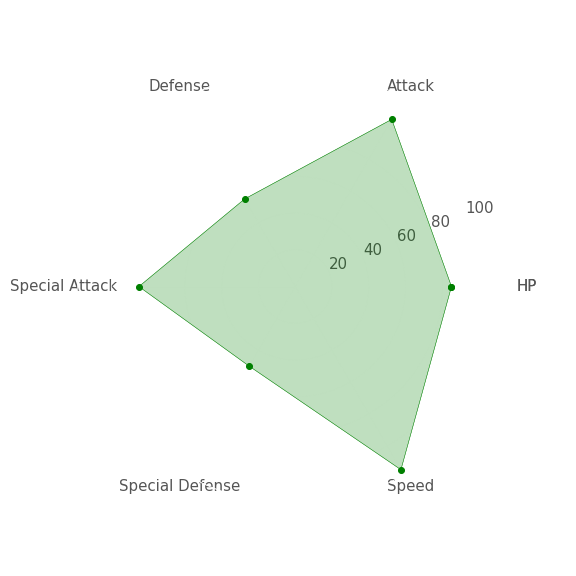 Defense
Attack
100
80
60
40
20
Special Attack
HP
Special Defense
Speed